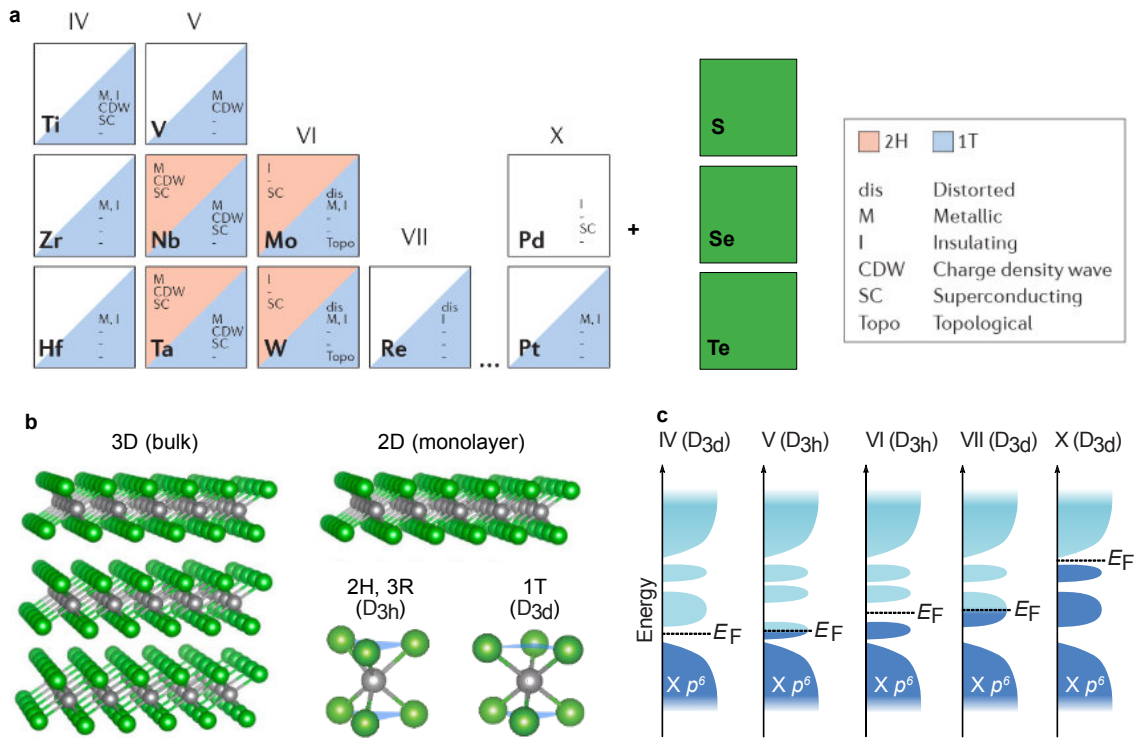 a
IV
V
M, I
CDW
SC
-
Ti
M
CDW
-
-
V
VI
X
M, I
-
-
-
Zr
M
CDW
SC
M
CDW
SC
-
Nb
I
-
SC
dis
M, I
-
-
Topo
Mo
VII
I
-
SC
-
Pd
M, I
-
-
-
Hf
M
CDW
SC
M
CDW
SC
-
Ta
I
-
SC
dis
M, I
-
-
Topo
W
dis
I
-
-
-
Re
...
M, I
-
-
-
Pt
+
S
Se
Te
2H 1T
dis Distorted
M Metallic
I Insulating
CDW Charge density wave
SC Superconducting
Topo Topological
b
3D (bulk)
2D (monolayer)
2H, 3R
(D3h)
1T
(D3d)
c
IV (D3d) V (D3h) VI (D3h) VII (D3d) X (D3d)
Energy
EF
EF
EF
EF
EF
X p6
X p6
X p6
X p6
X p6